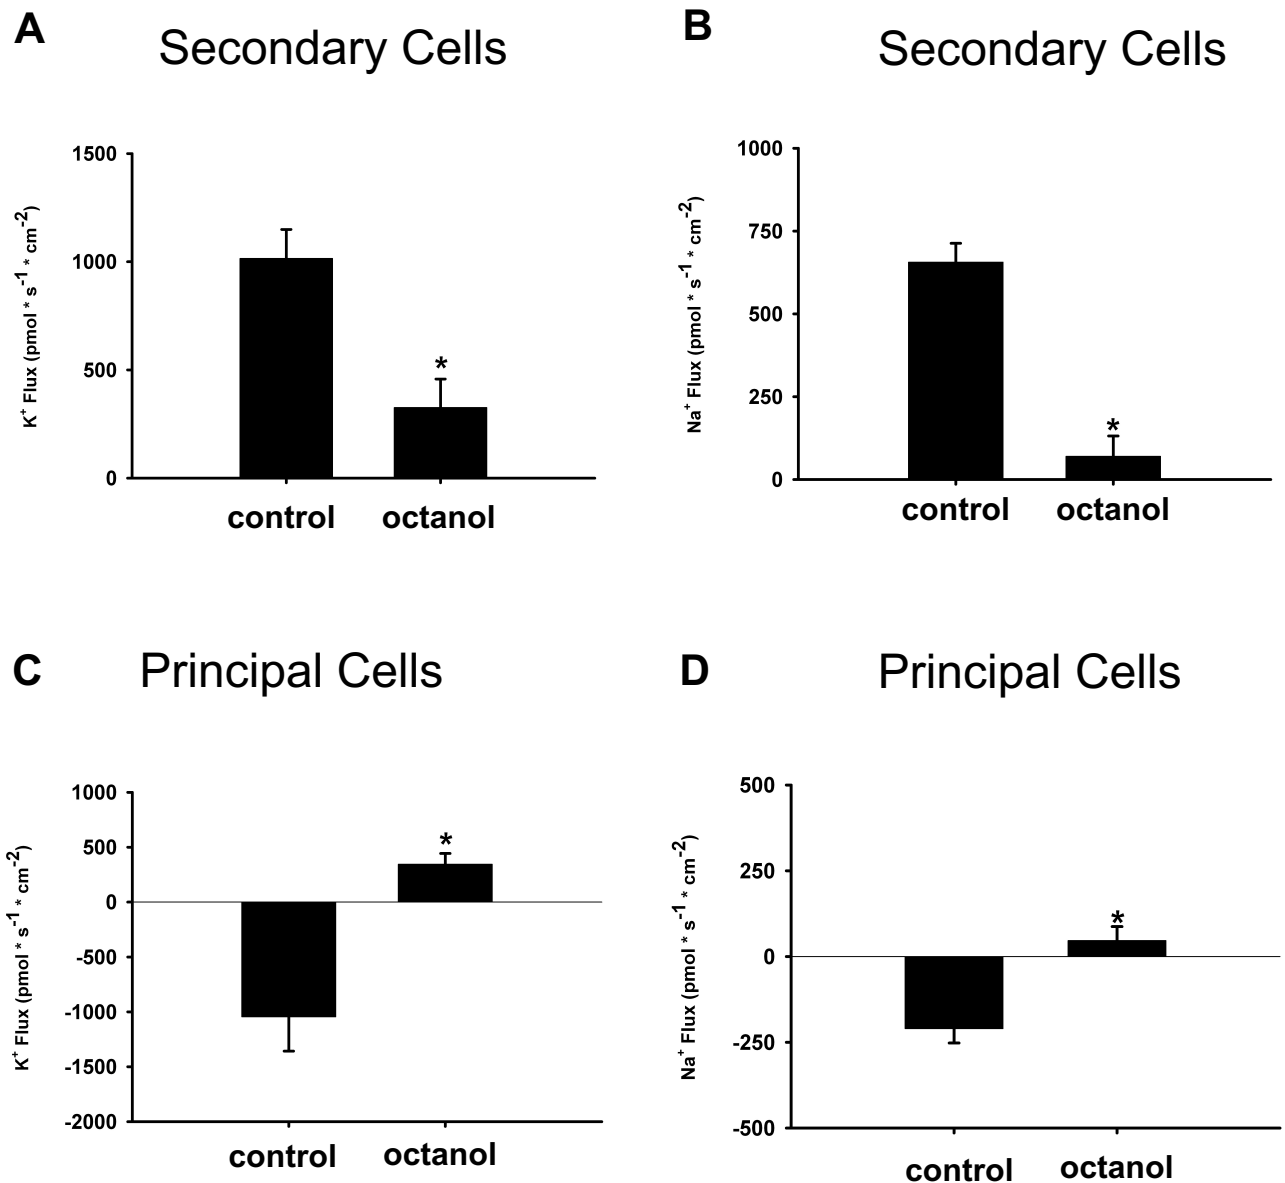 A
Secondary Cells
K⁺ Flux (pmol * s⁻¹ * cm⁻²)
1500
1000
500
0
*
control
octanol
B
Secondary Cells
Na⁺ Flux (pmol * s⁻¹ * cm⁻²)
1000
750
500
250
0
*
control
octanol
C
Principal Cells
K⁺ Flux (pmol * s⁻¹ * cm⁻²)
1000
500
0
-500
-1000
-1500
-2000
*
control
octanol
D
Principal Cells
Na⁺ Flux (pmol * s⁻¹ * cm⁻²)
500
250
0
-250
-500
*
control
octanol